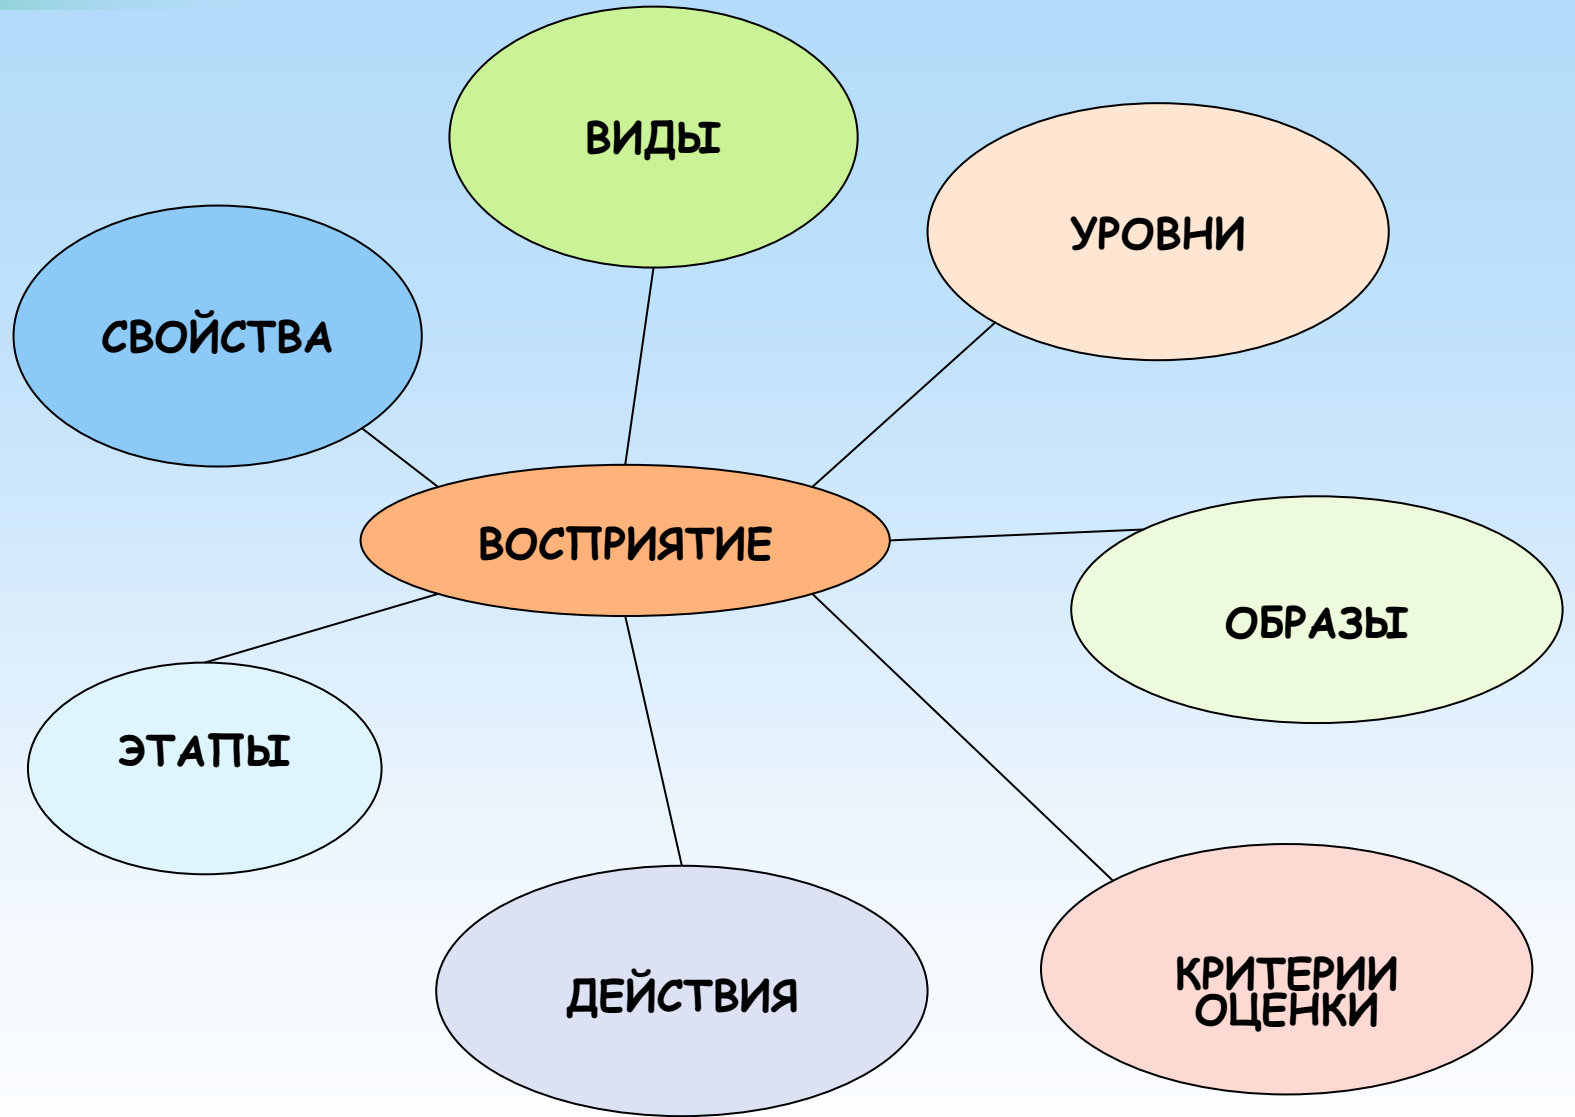 ВИДЫ
УРОВНИ
СВОЙСТВА
ВОСПРИЯТИЕ
ОБРАЗЫ
ЭТАПЫ
ДЕЙСТВИЯ
КРИТЕРИИ
ОЦЕНКИ